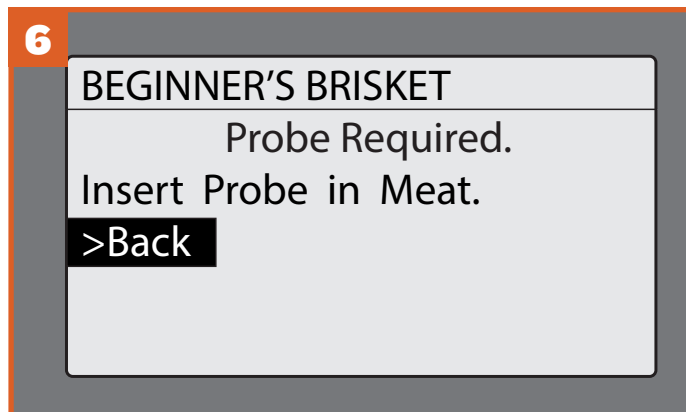 6
BEGINNER’S BRISKET
Probe Required.
Insert Probe in Meat.
>Back